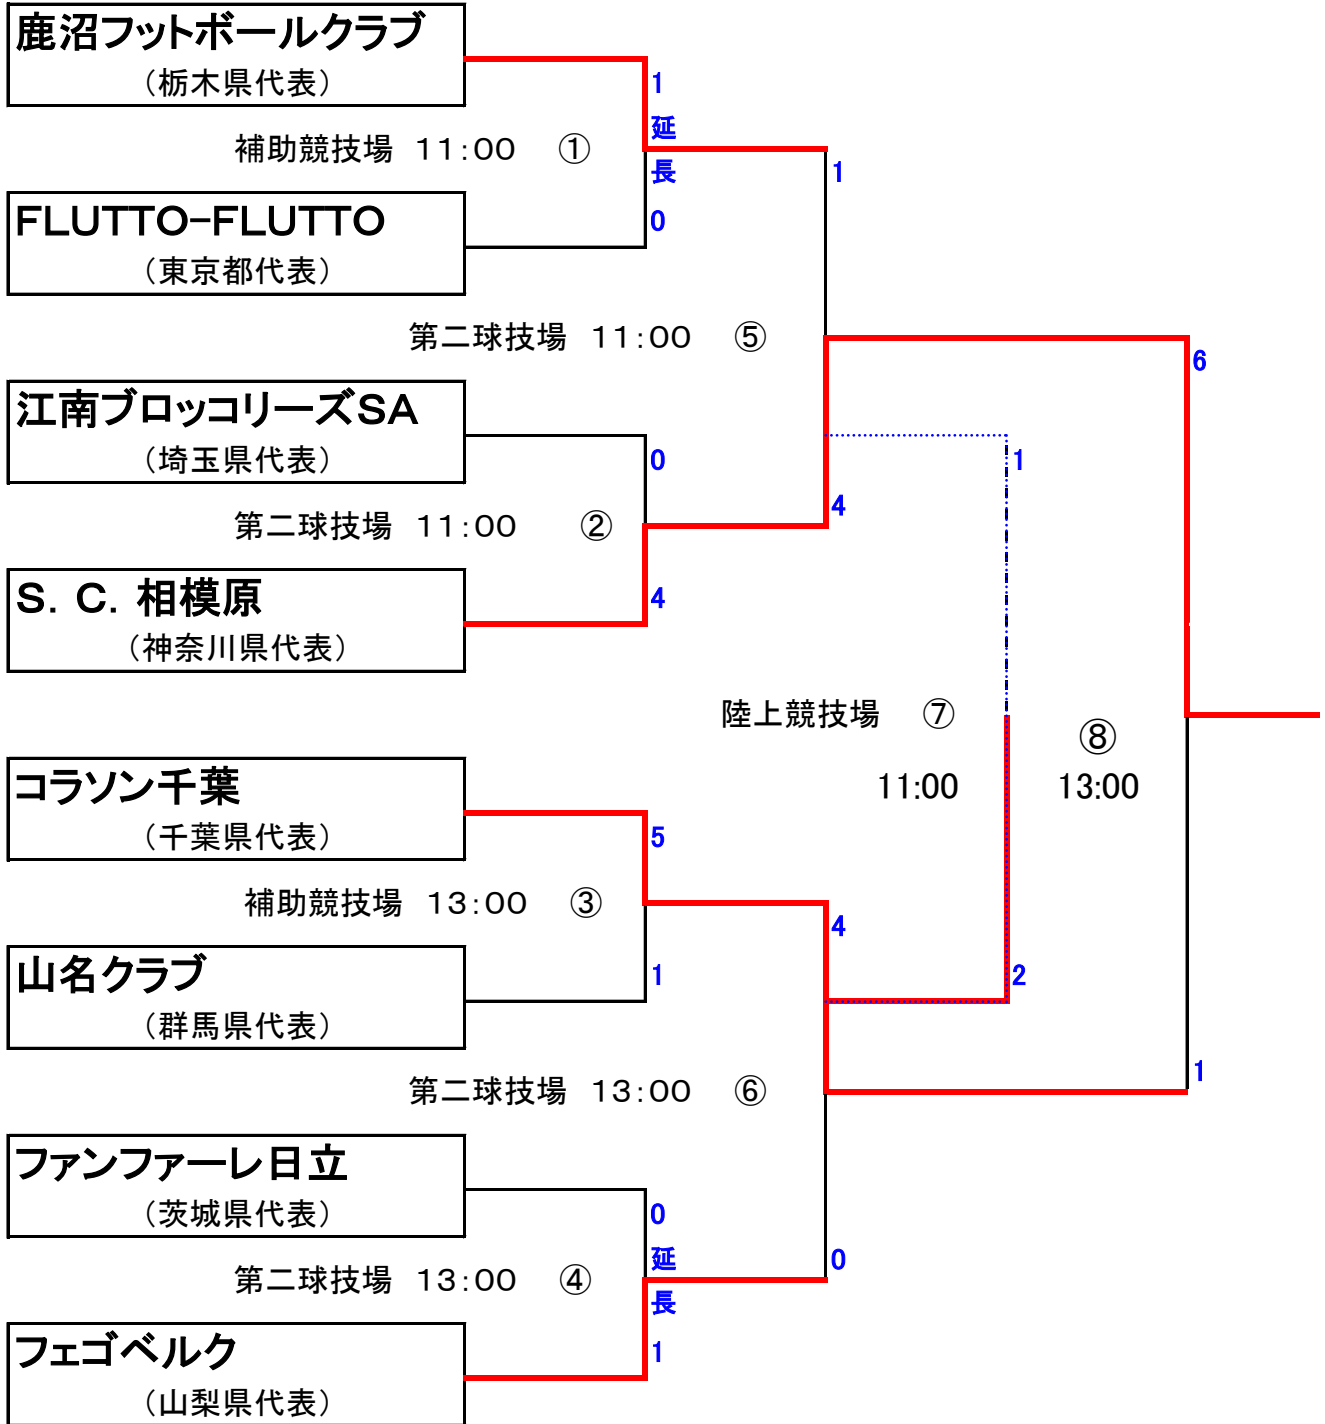 鹿沼フットボールクラブ
（栃木県代表）
1
補助競技場 11:00 ①
延
長
1
FLUTTO-FLUTTO
0
（東京都代表）
第二球技場 11:00 ⑤
6
江南ブロッコリーズSA
（埼玉県代表）
0
1
第二球技場 11:00 ②
4
S. C. 相模原
4
（神奈川県代表）
陸上競技場 ⑦
⑧
11:00
13:00
コラソン千葉
（千葉県代表）
5
補助競技場 13:00 ③
4
山名クラブ
1
2
（群馬県代表）
第二球技場 13:00 ⑥
1
ファンファーレ日立
（茨城県代表）
0
延
長
第二球技場 13:00 ④
0
フェゴベルク
1
（山梨県代表）